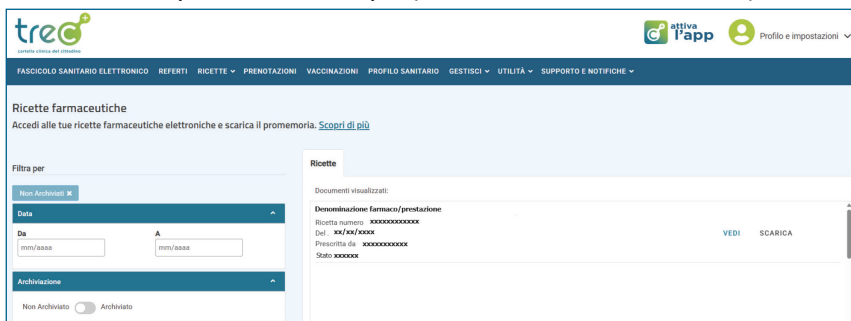 trec+
cartella clinica del cittadino
attiva l'app
Profilo e impostazioni
FASCICOLO SANITARIO ELETTRONICO REFERTI RICETTE PRENOTAZIONI VACCINAZIONI PROFILO SANITARIO GESTISCI UTILITÀ SUPPORTO E NOTIFICHE
Ricette farmaceutiche
Accedi alle tue ricette farmaceutiche elettroniche e scarica il promemoria. Scopri di più
Filtra per
Non Archiviati ×
Data
Da A
mm/aaaa mm/aaaa
Archiviazione
Non Archiviato Archiviato
Ricette
Documenti visualizzati:
Denominazione farmaco/prestazione
Ricetta numero xxxxxxxxxxxx
Del . xx/xx/xxxx
Prescritta da xxxxxxxxxxx
Stato xxxxxx
VEDI SCARICA